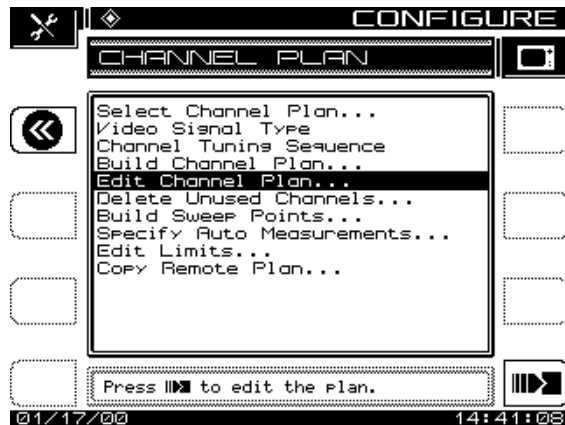 CONFIGURE
CHANNEL PLAN
Select Channel Plan...
Video Signal Type
Channel Tuning Sequence
Build Channel Plan...
Edit Channel Plan...
Delete Unused Channels...
Build Sweep Points...
Specify Auto Measurements...
Edit Limits...
Copy Remote Plan...
Press to edit the plan.
01/17/00 14:41:08